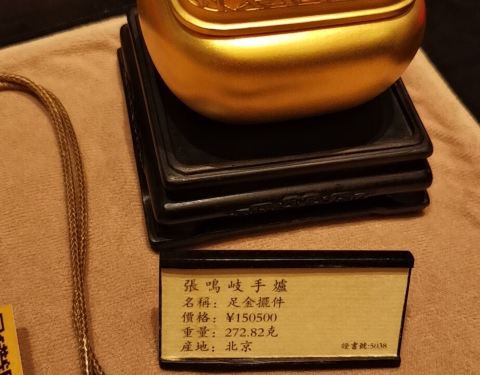 張鳴岐手爐
名稱：足金擺件
價格：¥150500
重量：272.82克
産地：北京
證書號:5038